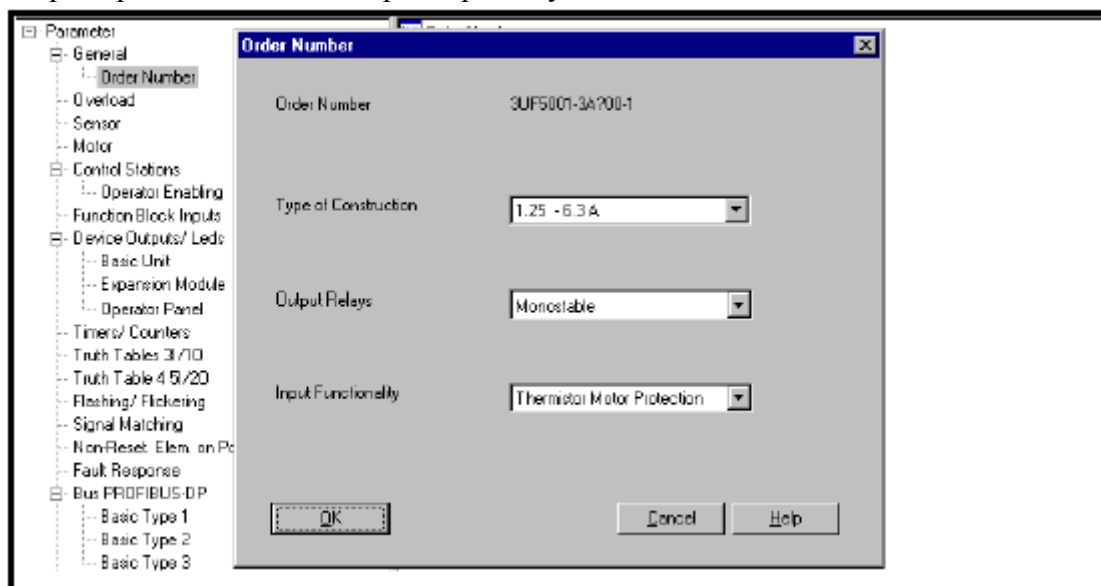 Parameter
General
Order Number
Overload
Sensor
Motor
Control Stations
Operator Enabling
Function Block Inputs
Device Outputs/ Leds
Basic Unit
Expansion Module
Operator Panel
Timers/ Counters
Truth Tables 3I/1O
Truth Table 4 5I/2O
Flashing/ Flickering
Signal Matching
Non-Reset. Elem. on Po
Fault Response
Bus PROFIBUS-DP
Basic Type 1
Basic Type 2
Basic Type 3
Order Number
Order Number 3UF5001-3A?00-1
Type of Construction 1.25 - 6.3 A
Output Relays Monostable
Input Functionality Thermistor Motor Protection
OK Cancel Help